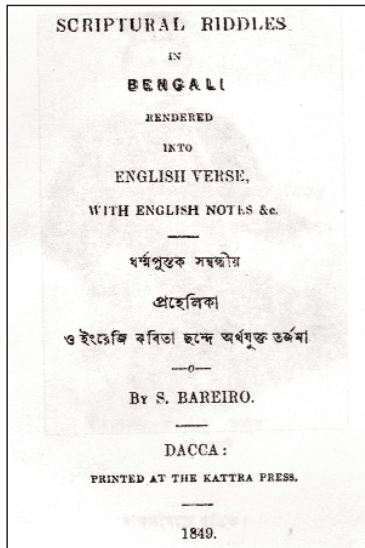 SCRIPTURAL RIDDLES
IN
BENGALI
RENDERED
INTO
ENGLISH VERSE,
WITH ENGLISH NOTES &c.
ধর্ম্মপুস্তক সম্বন্ধীয়
প্রহেলিকা
ও ইংরেজি কবিতা ছন্দে অর্থযুক্ত তর্জমা
—o—
BY S. BAREIRO.
DACCA:
PRINTED AT THE KATTRA PRESS.
1849.